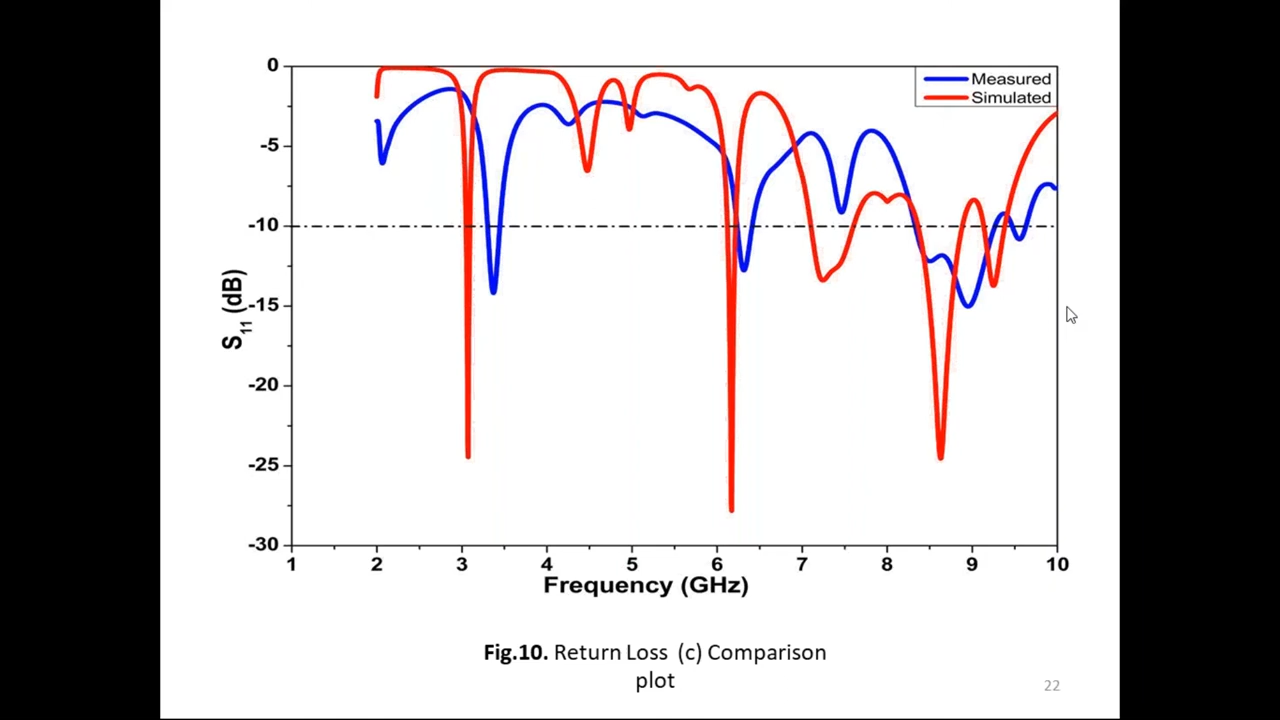 0
-5
-10
-15
-20
-25
-30
S11 (dB)
Measured
Simulated
1 2 3 4 5 6 7 8 9 10
Frequency (GHz)
Fig.10. Return Loss (c) Comparison
plot
22